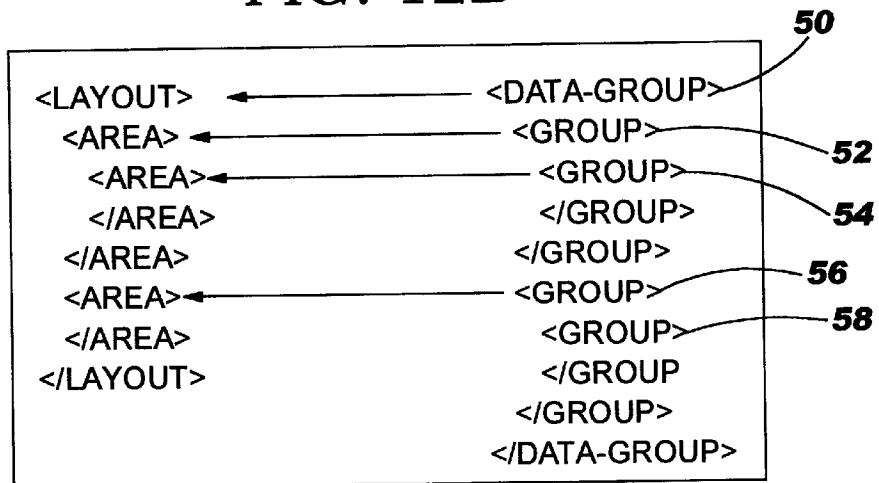 50
<LAYOUT> <DATA-GROUP>
<AREA> <GROUP>
52
<AREA> <GROUP>
</AREA> </GROUP>
54
</AREA> </GROUP>
<AREA> <GROUP>
56
</AREA> <GROUP>
58
</LAYOUT> </GROUP
</GROUP>
</DATA-GROUP>